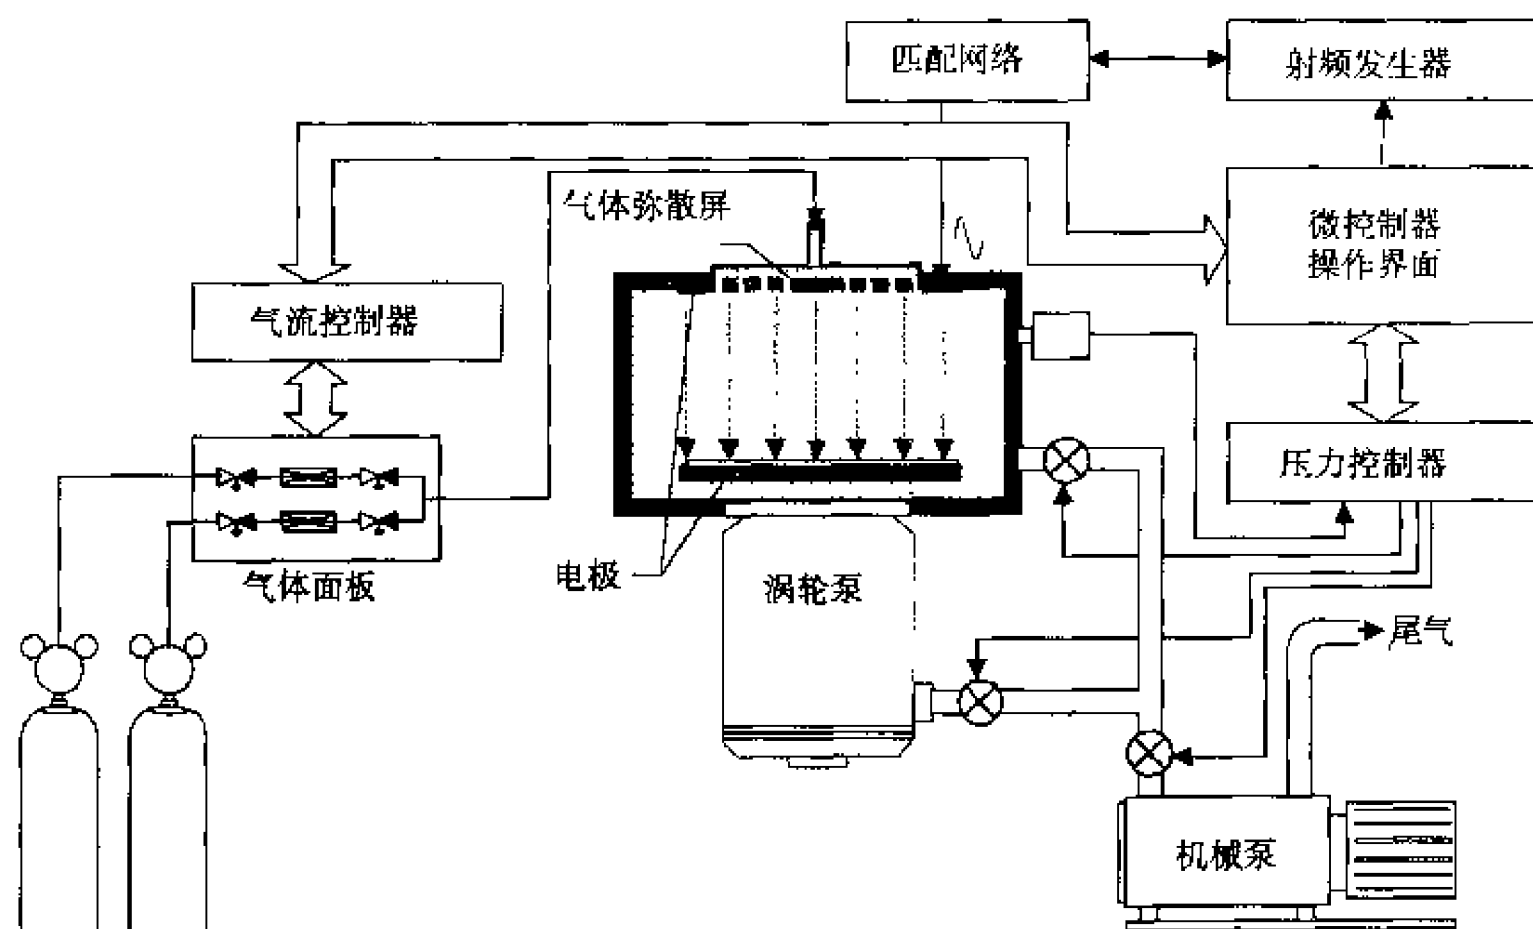 匹配网络
射频发生器
气体弥散屏
微控制器
操作界面
气流控制器
压力控制器
气体面板
电极
涡轮泵
尾气
机械泵